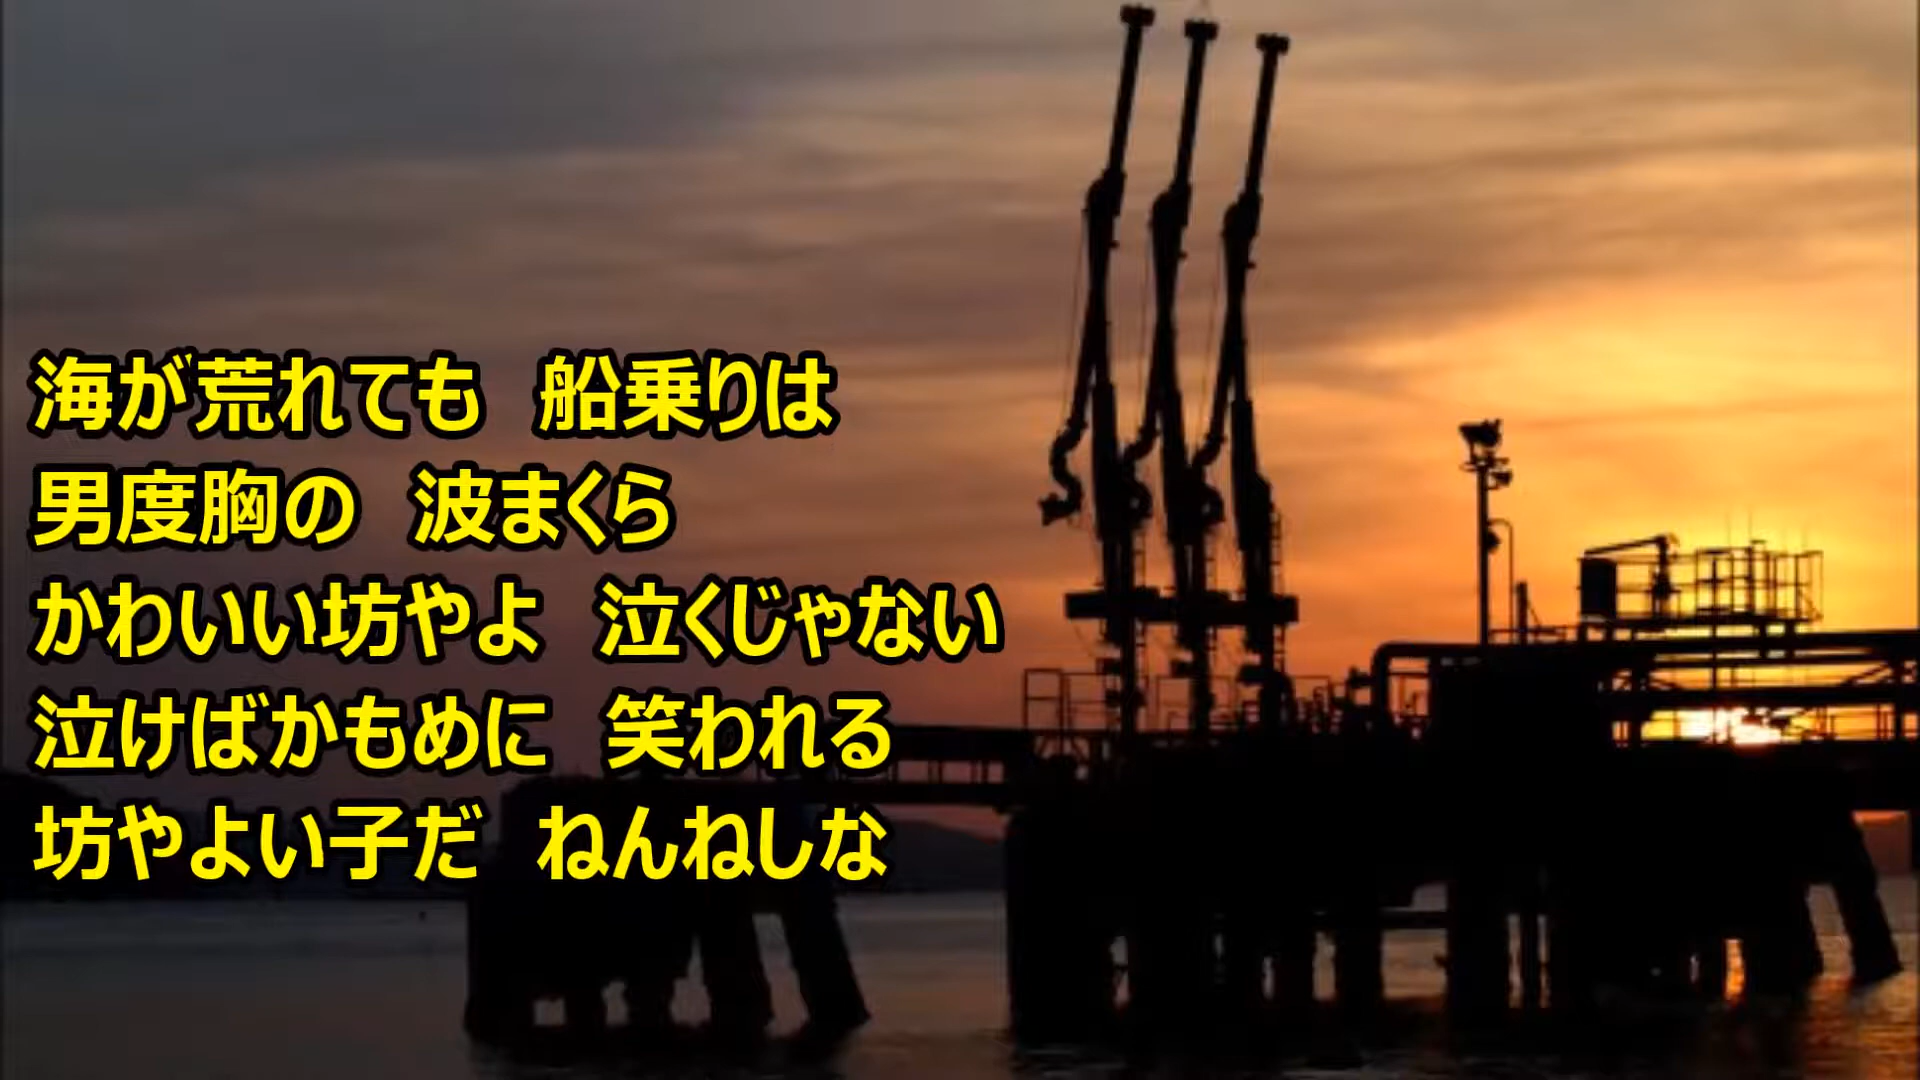 海が荒れても　船乗りは
男度胸の　波まくら
かわいい坊やよ　泣くじゃない
泣けばかもめに　笑われる
坊やよい子だ　ねんねしな